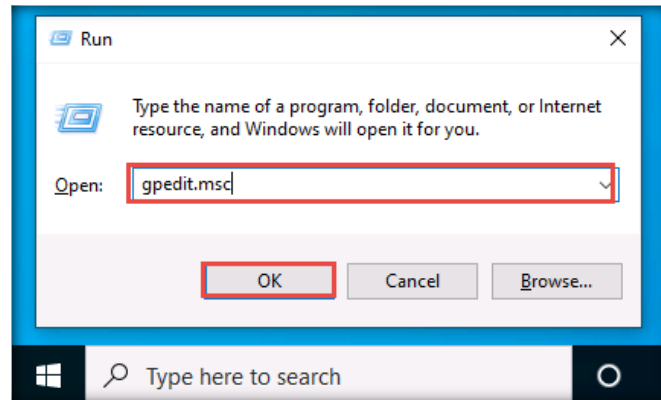 Run
Type the name of a program, folder, document, or Internet
resource, and Windows will open it for you.
Open: gpedit.msc
OK Cancel Browse...
Type here to search